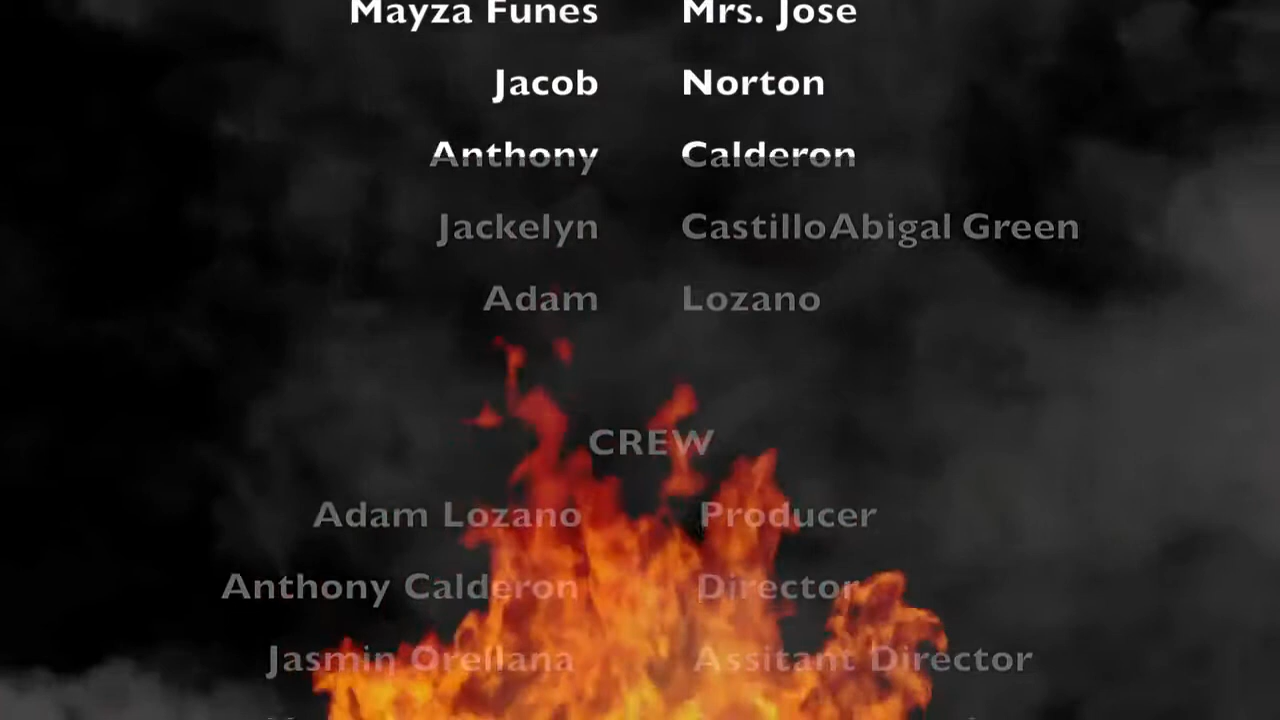 Mayza Funes Mrs. Jose
Jacob Norton
Anthony Calderon
Jackelyn CastilloAbigal Green
Adam Lozano
CREW
Adam Lozano Producer
Anthony Calderon Director
Jasmin Orellana Assitant Director